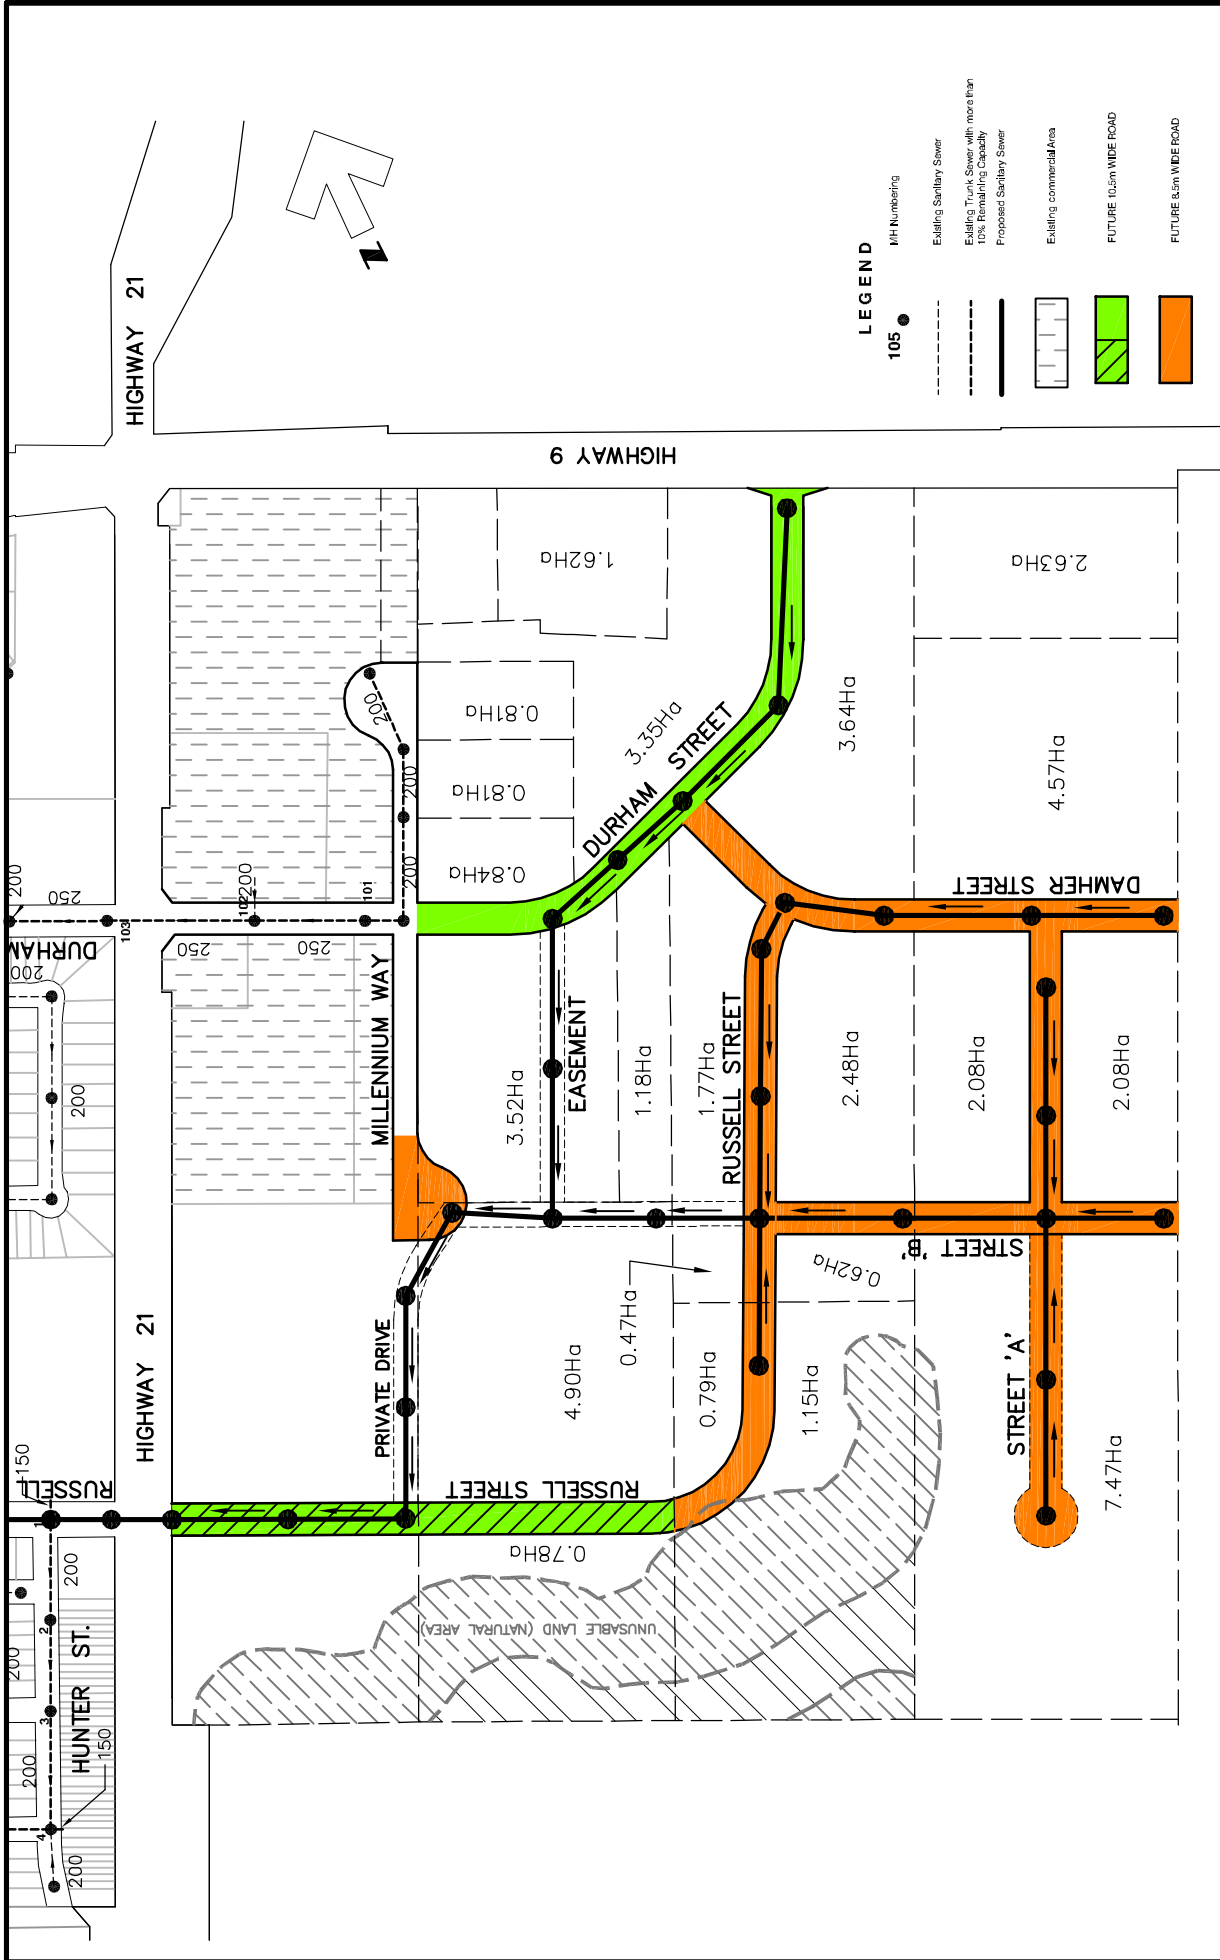 LEGEND
105
MH Numbering
Existing Sanitary Sewer
Existing Trunk Sewer with more than
10% Remaining Capacity
Proposed Sanitary Sewer
Existing commercial Area
FUTURE 10.5m WIDE ROAD
FUTURE 8.5m WIDE ROAD
N
HIGHWAY 21
HIGHWAY 9
1.62Ha
2.63Ha
0.81Ha
0.81Ha
0.84Ha
3.35Ha
3.64Ha
4.57Ha
DURHAM STREET
DAMHER STREET
200
200
200
101
102
200
103
250
200
DURHAM
200
250
250
MILLENNIUM WAY
200
3.52Ha
EASEMENT
1.18Ha
1.77Ha
RUSSELL STREET
2.48Ha
2.08Ha
2.08Ha
STREET 'B'
0.62Ha
0.47Ha
HIGHWAY 21
PRIVATE DRIVE
4.90Ha
0.79Ha
1.15Ha
STREET 'A'
7.47Ha
150
RUSSELL
1
RUSSELL STREET
0.78Ha
UNUSABLE LAND (NATURAL AREA)
200
2
200
3
HUNTER ST.
200
150
4
200